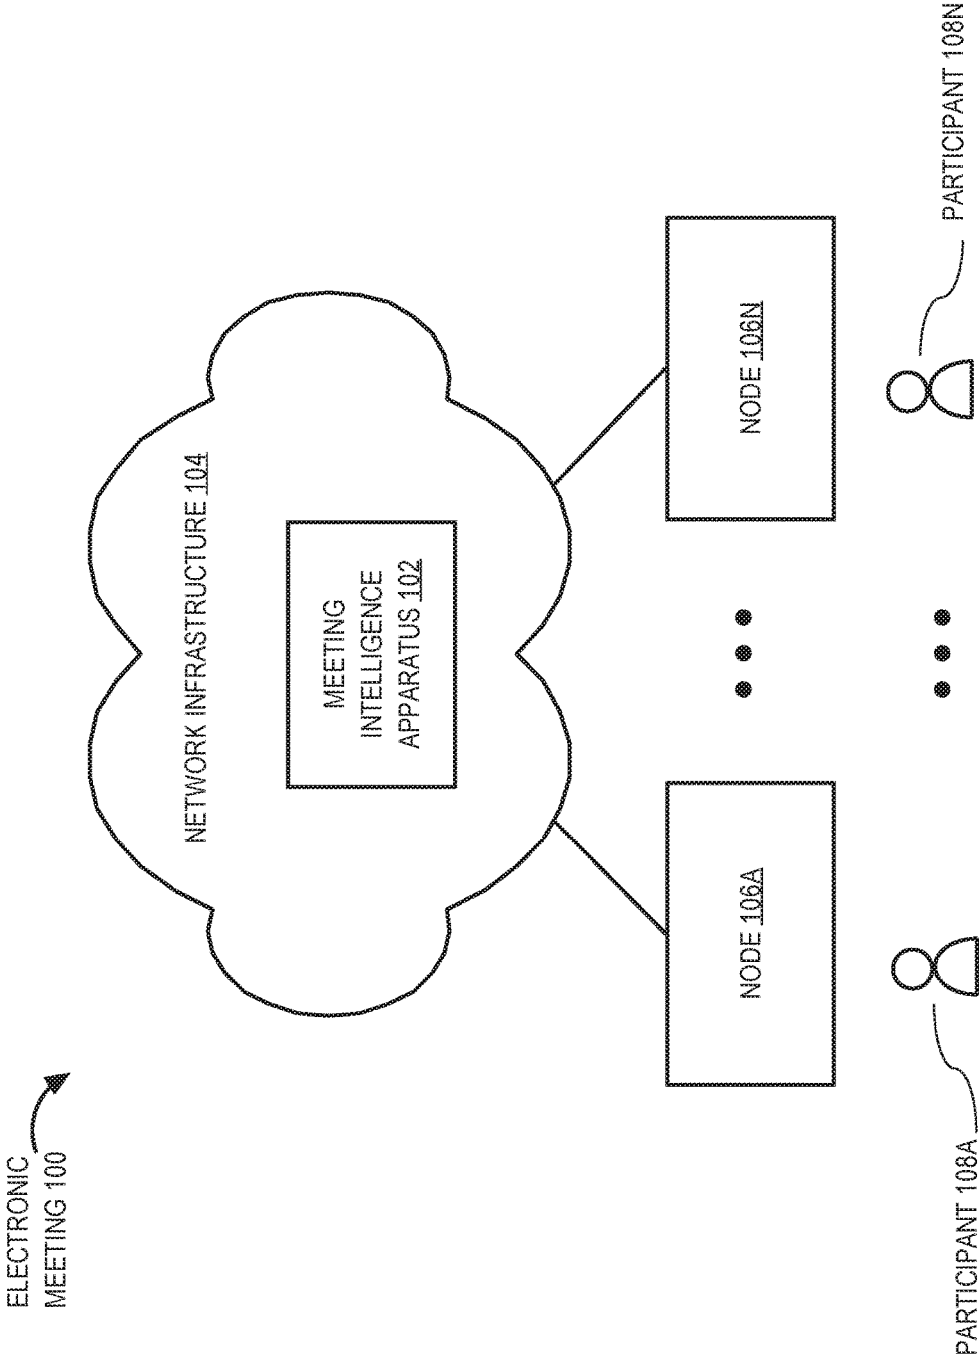 ELECTRONIC
MEETING 100
NETWORK INFRASTRUCTURE 104
MEETING
INTELLIGENCE
APPARATUS 102
NODE 106A
NODE 106N
PARTICIPANT 108A
PARTICIPANT 108N